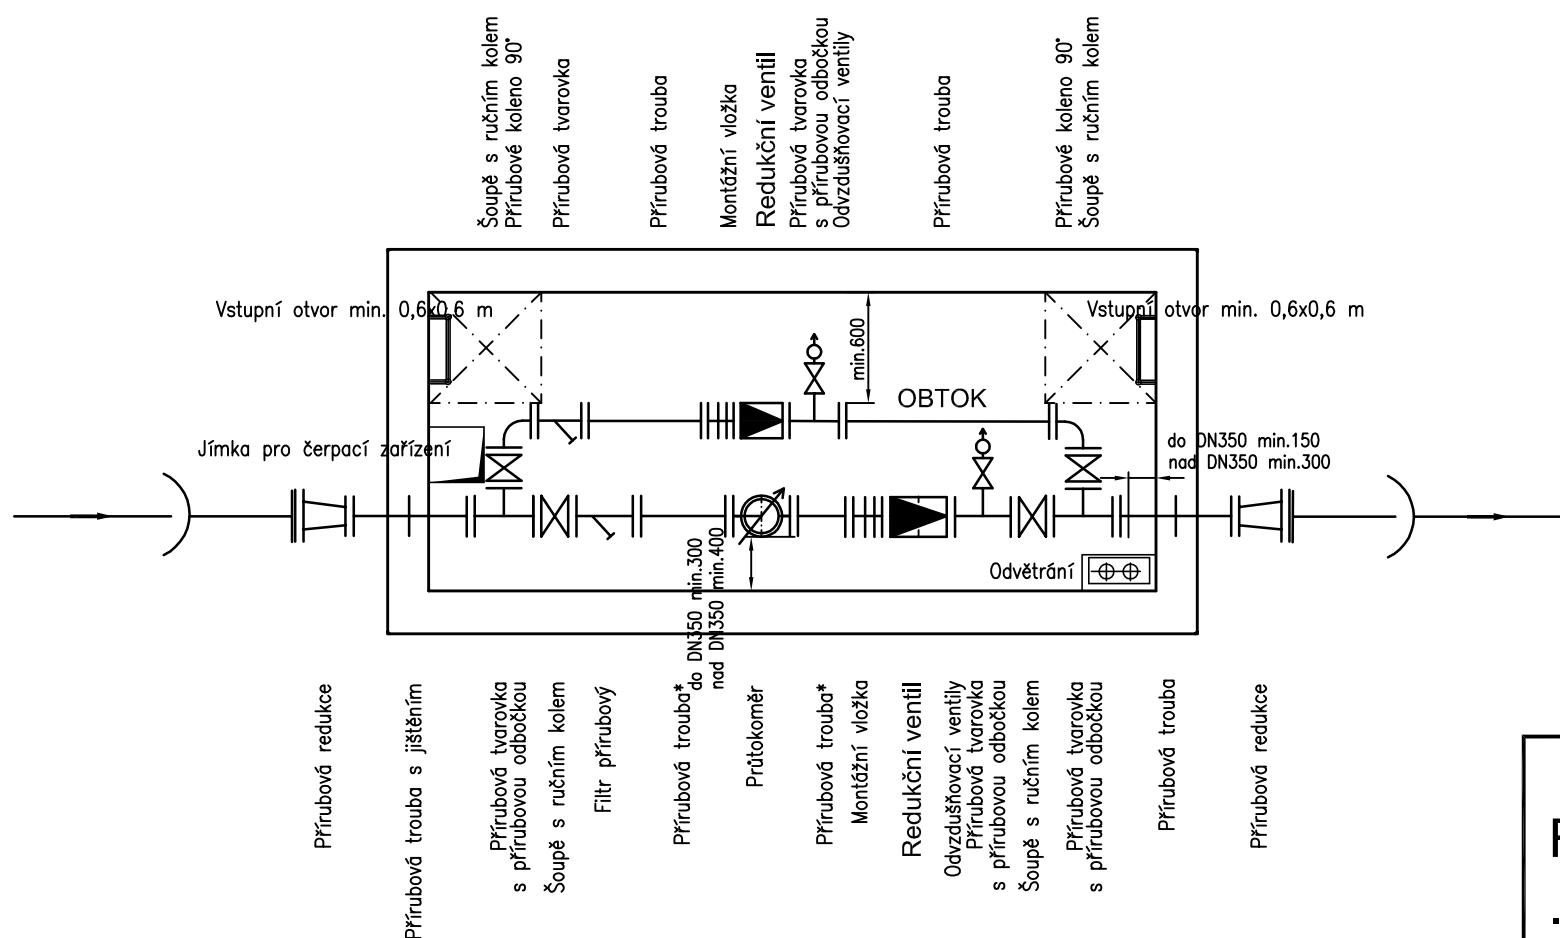 Šoupě s ručním kolem
Přírubové koleno 90°
Přírubová tvarovka
Přírubová trouba
Montážní vložka
Redukční ventil
Přírubová tvarovka
s přírubovou odbočkou
Odvzdušňovací ventily
Přírubová trouba
Přírubové koleno 90°
Šoupě s ručním kolem
Vstupní otvor min. 0,6x0,6 m
Vstupní otvor min. 0,6x0,6 m
min.600
OBTOK
Jímka pro čerpací zařízení
do DN350 min.150
nad DN350 min.300
Odvětrání
do DN350 min.300
nad DN350 min.400
Přírubová redukce
Přírubová trouba s jištěním
Přírubová tvarovka
s přírubovou odbočkou
Šoupě s ručním kolem
Filtr přírubový
Přírubová trouba*
Průtokoměr
Přírubová trouba*
Montážní vložka
Redukční ventil
Odvzdušňovací ventily
Přírubová tvarovka
s přírubovou odbočkou
Šoupě s ručním kolem
Přírubová tvarovka
s přírubovou odbočkou
Přírubová trouba
Přírubová redukce